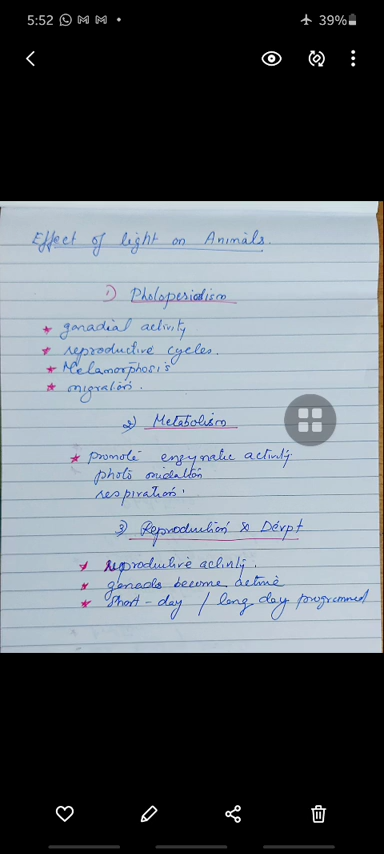 5:52
39%
Effect of light on Animals.
1) Photoperiodism
★ gonadial activity
★ reproductive cycles.
★ Metamorphosis
★ migration.
2) Metabolism
★ promote enzymatic activity
photo oxidation
respiration.
3) Reproduction & Devpt
★ reproductive activity.
★ gonads become active
★ Short-day / long day programmed